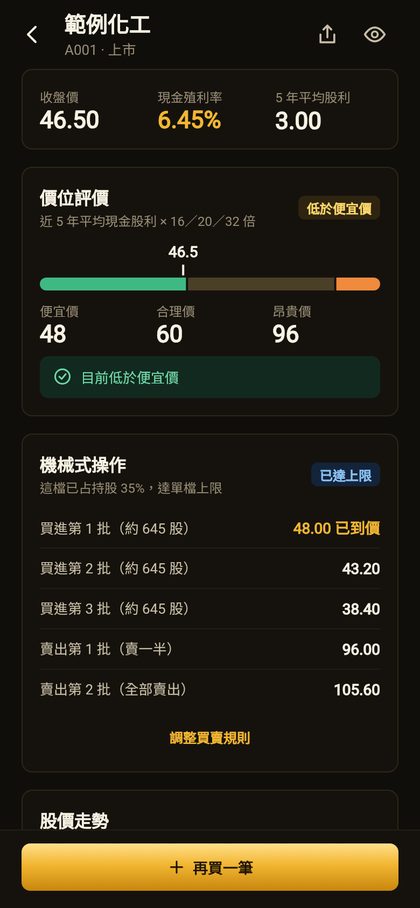 範例化工
A001 · 上市
收盤價
現金殖利率
5 年平均股利
46.50
6.45%
3.00
價位評價
近 5 年平均現金股利 × 16／20／32 倍
低於便宜價
46.5
便宜價
合理價
昂貴價
48
60
96
目前低於便宜價
機械式操作
這檔已占持股 35%，達單檔上限
已達上限
買進第 1 批（約 645 股）
48.00 已到價
買進第 2 批（約 645 股）
43.20
買進第 3 批（約 645 股）
38.40
賣出第 1 批（賣一半）
96.00
賣出第 2 批（全部賣出）
105.60
調整買賣規則
股價走勢
＋ 再買一筆